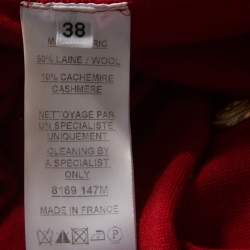 38
90% LAINE / WOOL
10% CACHEMIRE
CASHMERE
NETTOYAGE PAR
UN SPECIALISTE
UNIQUEMENT
CLEANING BY
A SPECIALIST
ONLY
8169 147M
MADE IN FRANCE